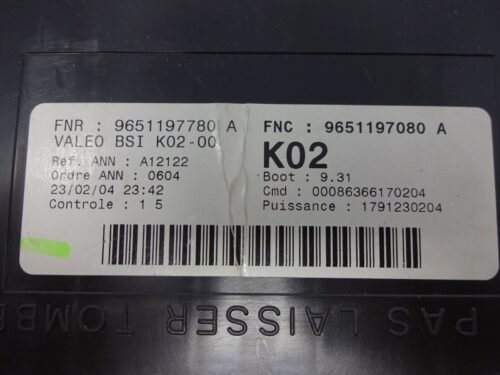 FNR : 9651197780 A
VALEO BSI K02-00
Ref. ANN : A12122
Ordre ANN : 0604
23/02/04 23:42
Controle : 1 5
FNC : 9651197080 A
K02
Boot : 9.31
Cmd : 00086366170204
Puissance : 1791230204
PAS LAISSER TOMBE